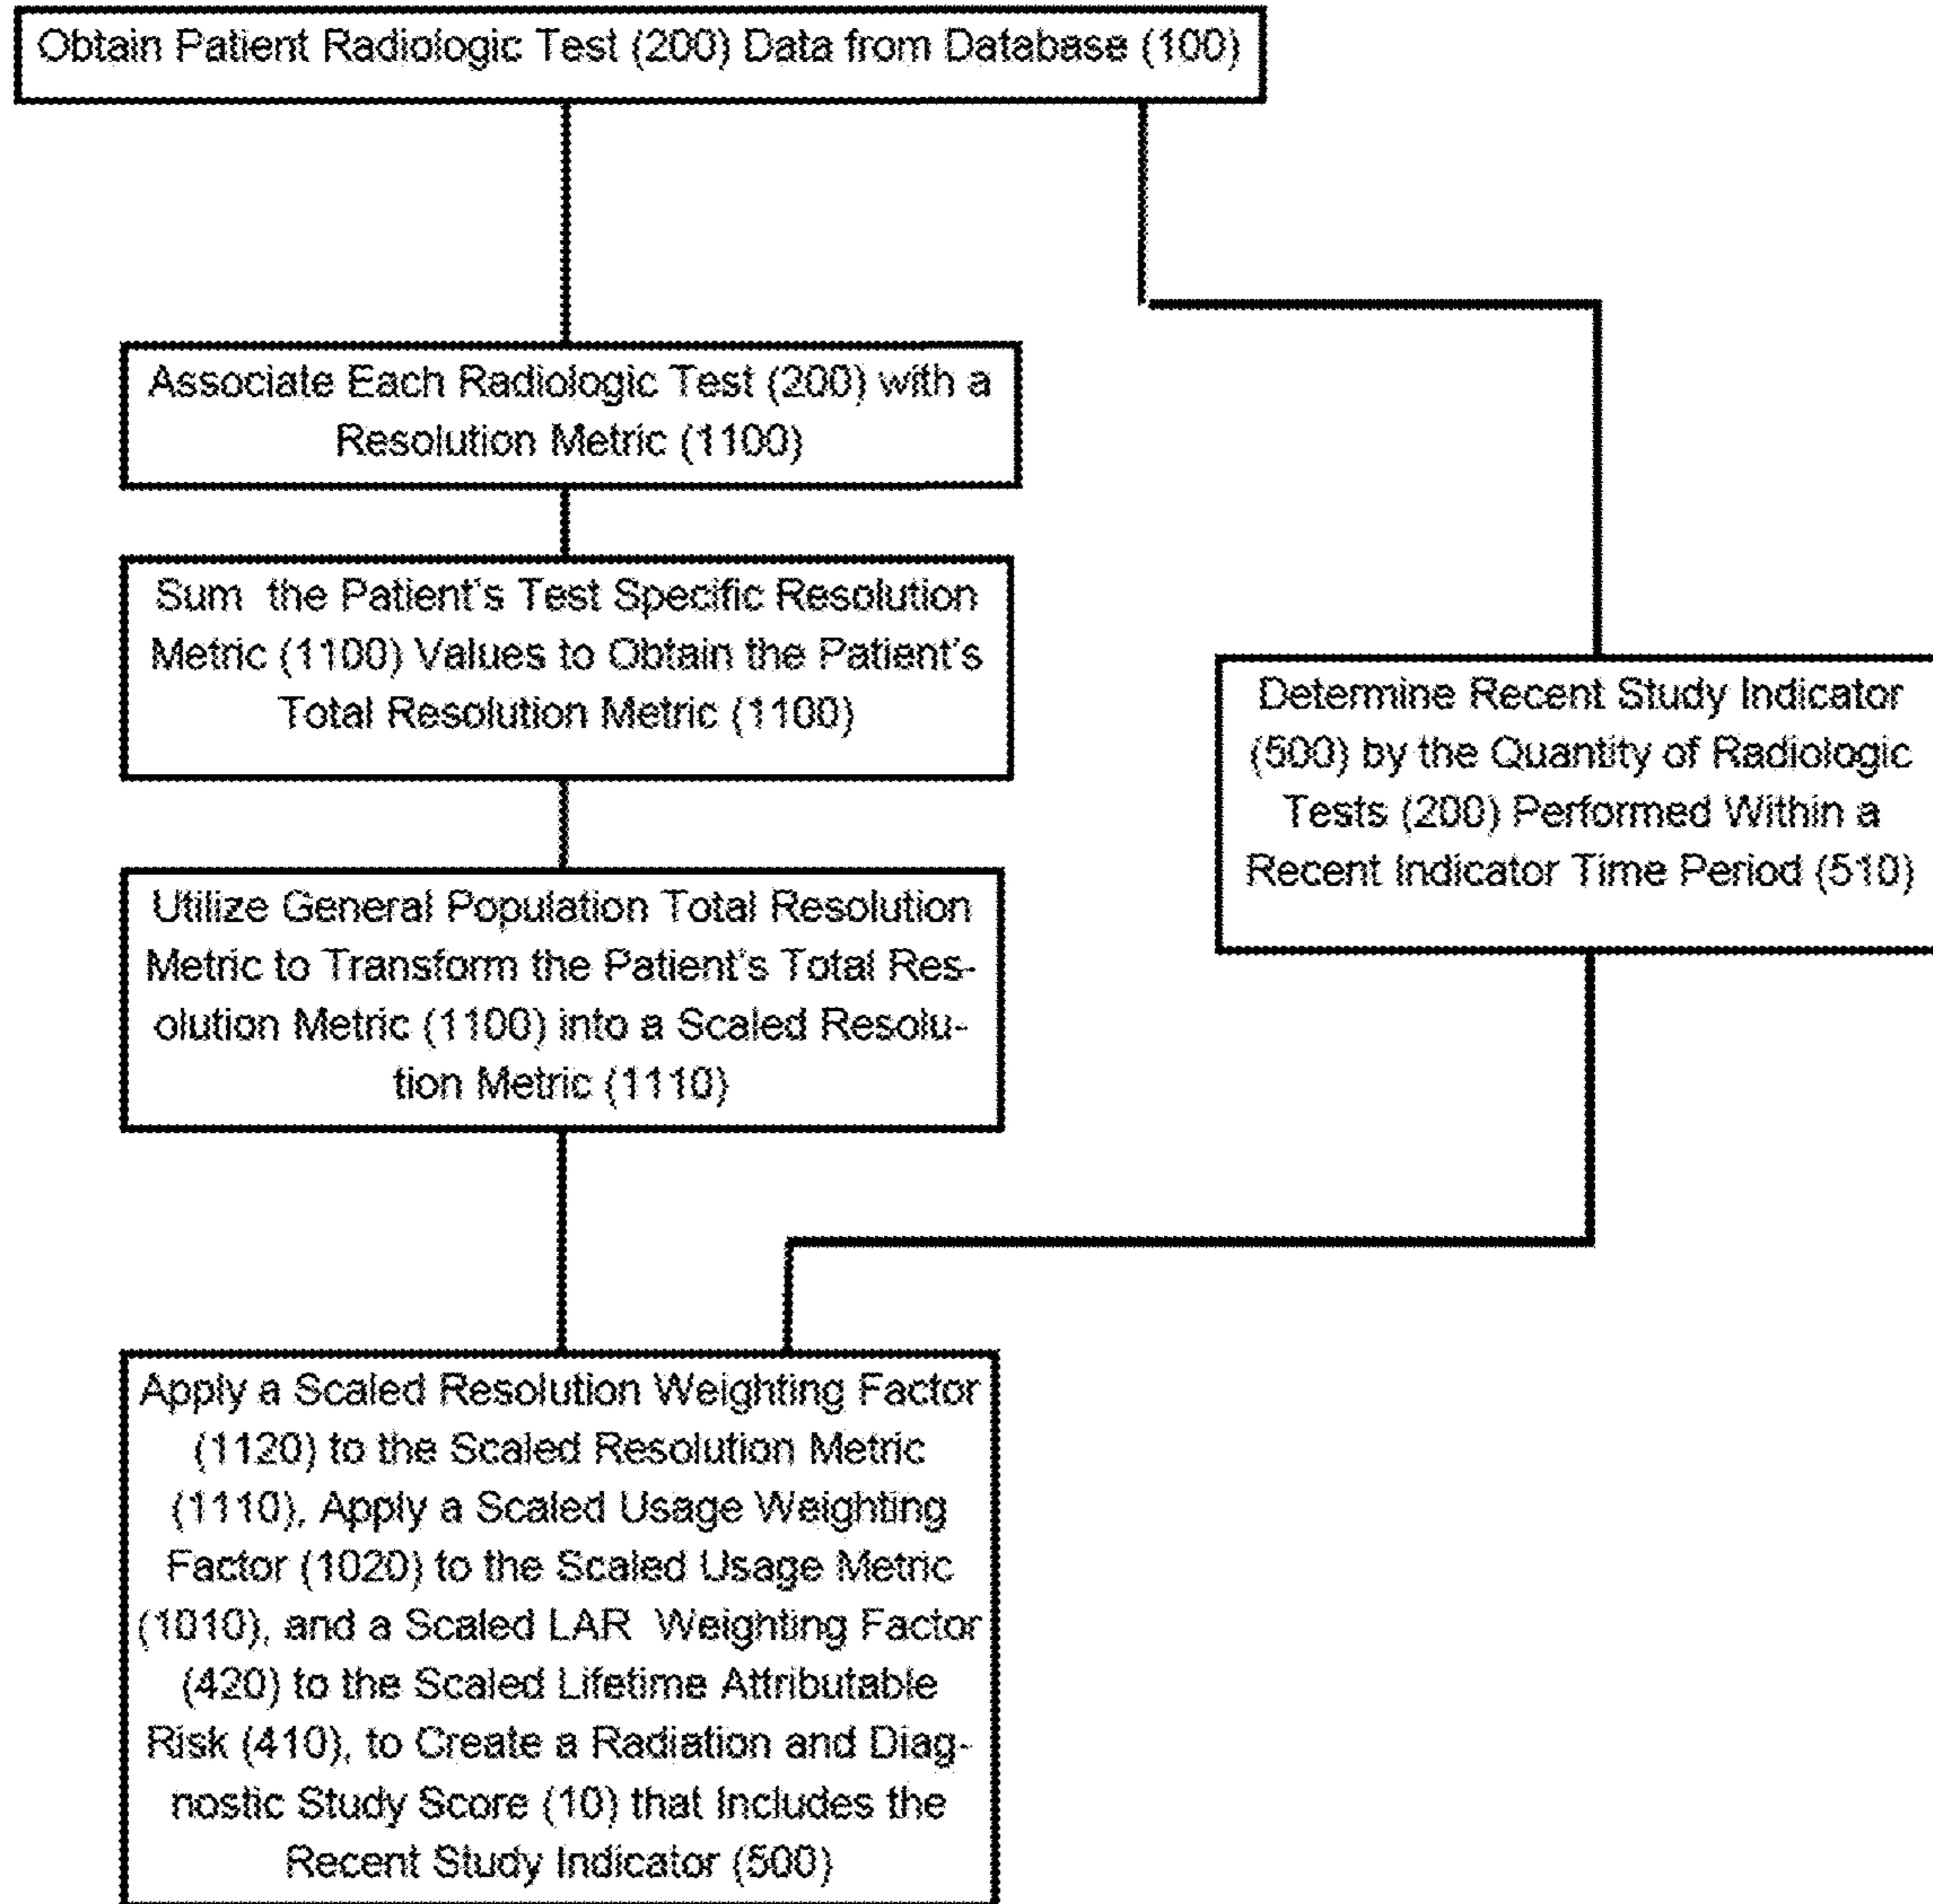 Obtain Patient Radiologic Test (200) Data from Database (100)
Associate Each Radiologic Test (200) with a
Resolution Metric (1100)
Sum the Patient's Test Specific Resolution
Metric (1100) Values to Obtain the Patient's
Total Resolution Metric (1100)
Determine Recent Study Indicator
(500) by the Quantity of Radiologic
Tests (200) Performed Within a
Recent Indicator Time Period (510)
Utilize General Population Total Resolution
Metric to Transform the Patient's Total Res-
olution Metric (1100) into a Scaled Resolu-
tion Metric (1110)
Apply a Scaled Resolution Weighting Factor
(1120) to the Scaled Resolution Metric
(1110), Apply a Scaled Usage Weighting
Factor (1020) to the Scaled Usage Metric
(1010), and a Scaled LAR Weighting Factor
(420) to the Scaled Lifetime Attributable
Risk (410), to Create a Radiation and Diag-
nostic Study Score (10) that Includes the
Recent Study Indicator (500)